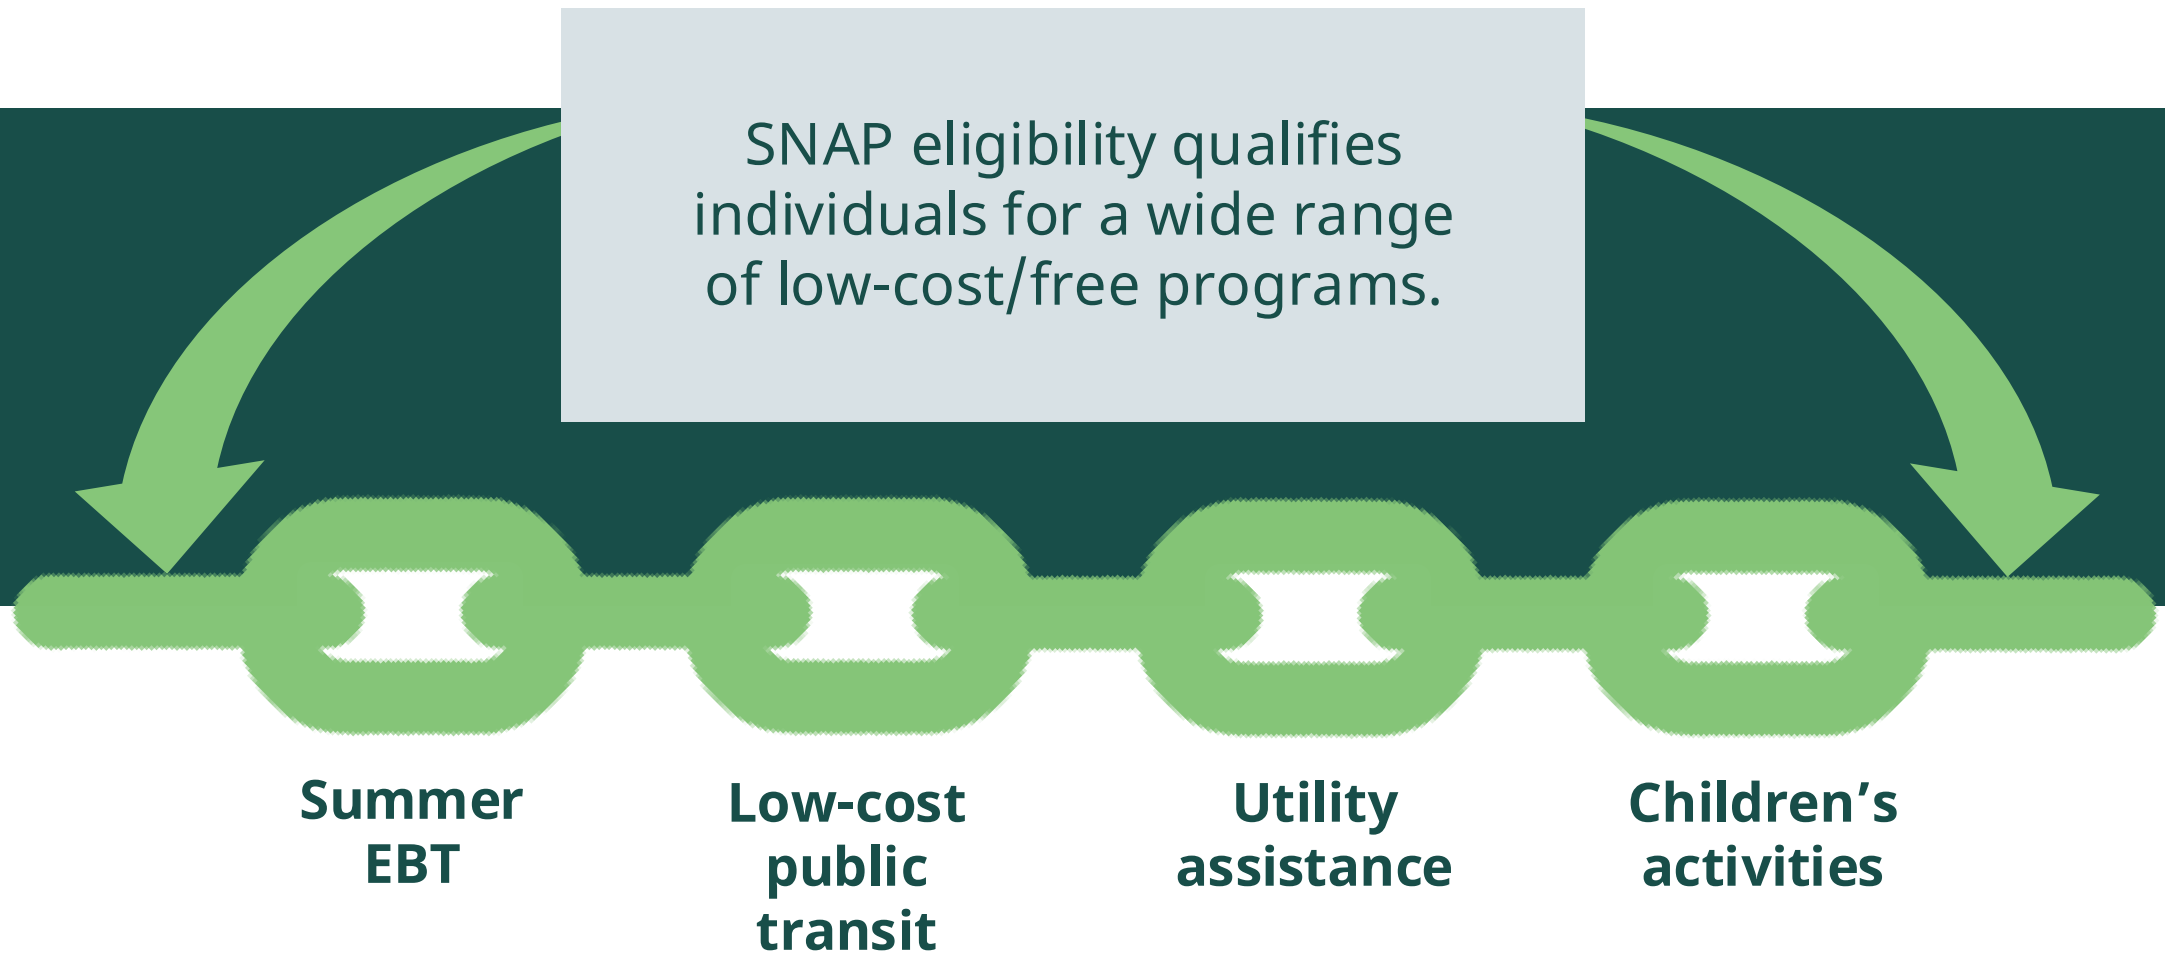 SNAP eligibility qualifies
individuals for a wide range
of low-cost/free programs.
Summer
EBT
Low-cost
public
transit
Utility
assistance
Children’s
activities